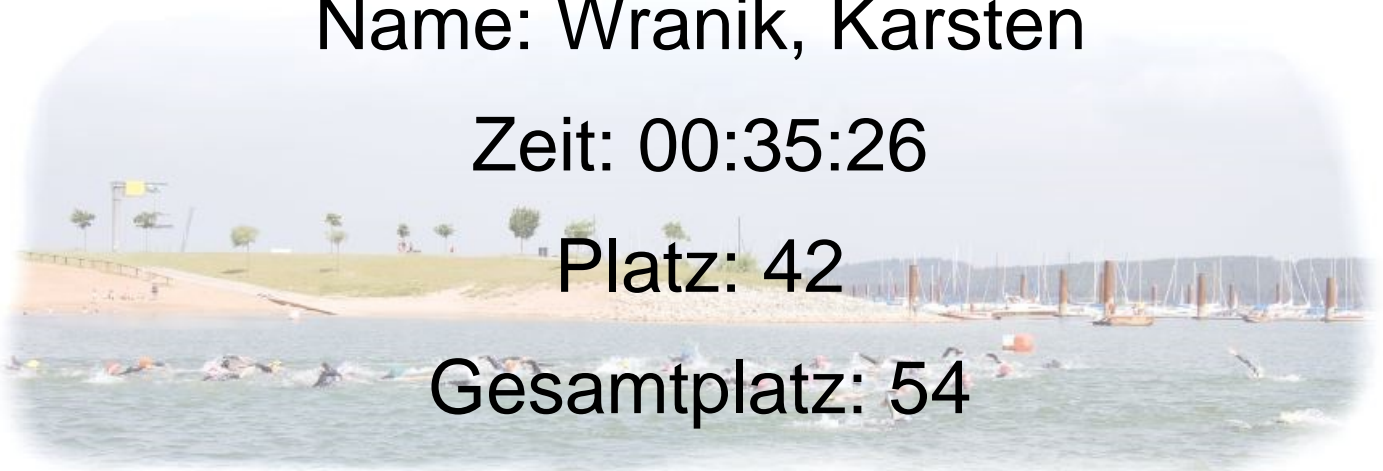 Name: Wranik, Karsten
Zeit: 00:35:26
Platz: 42
Gesamtplatz: 54